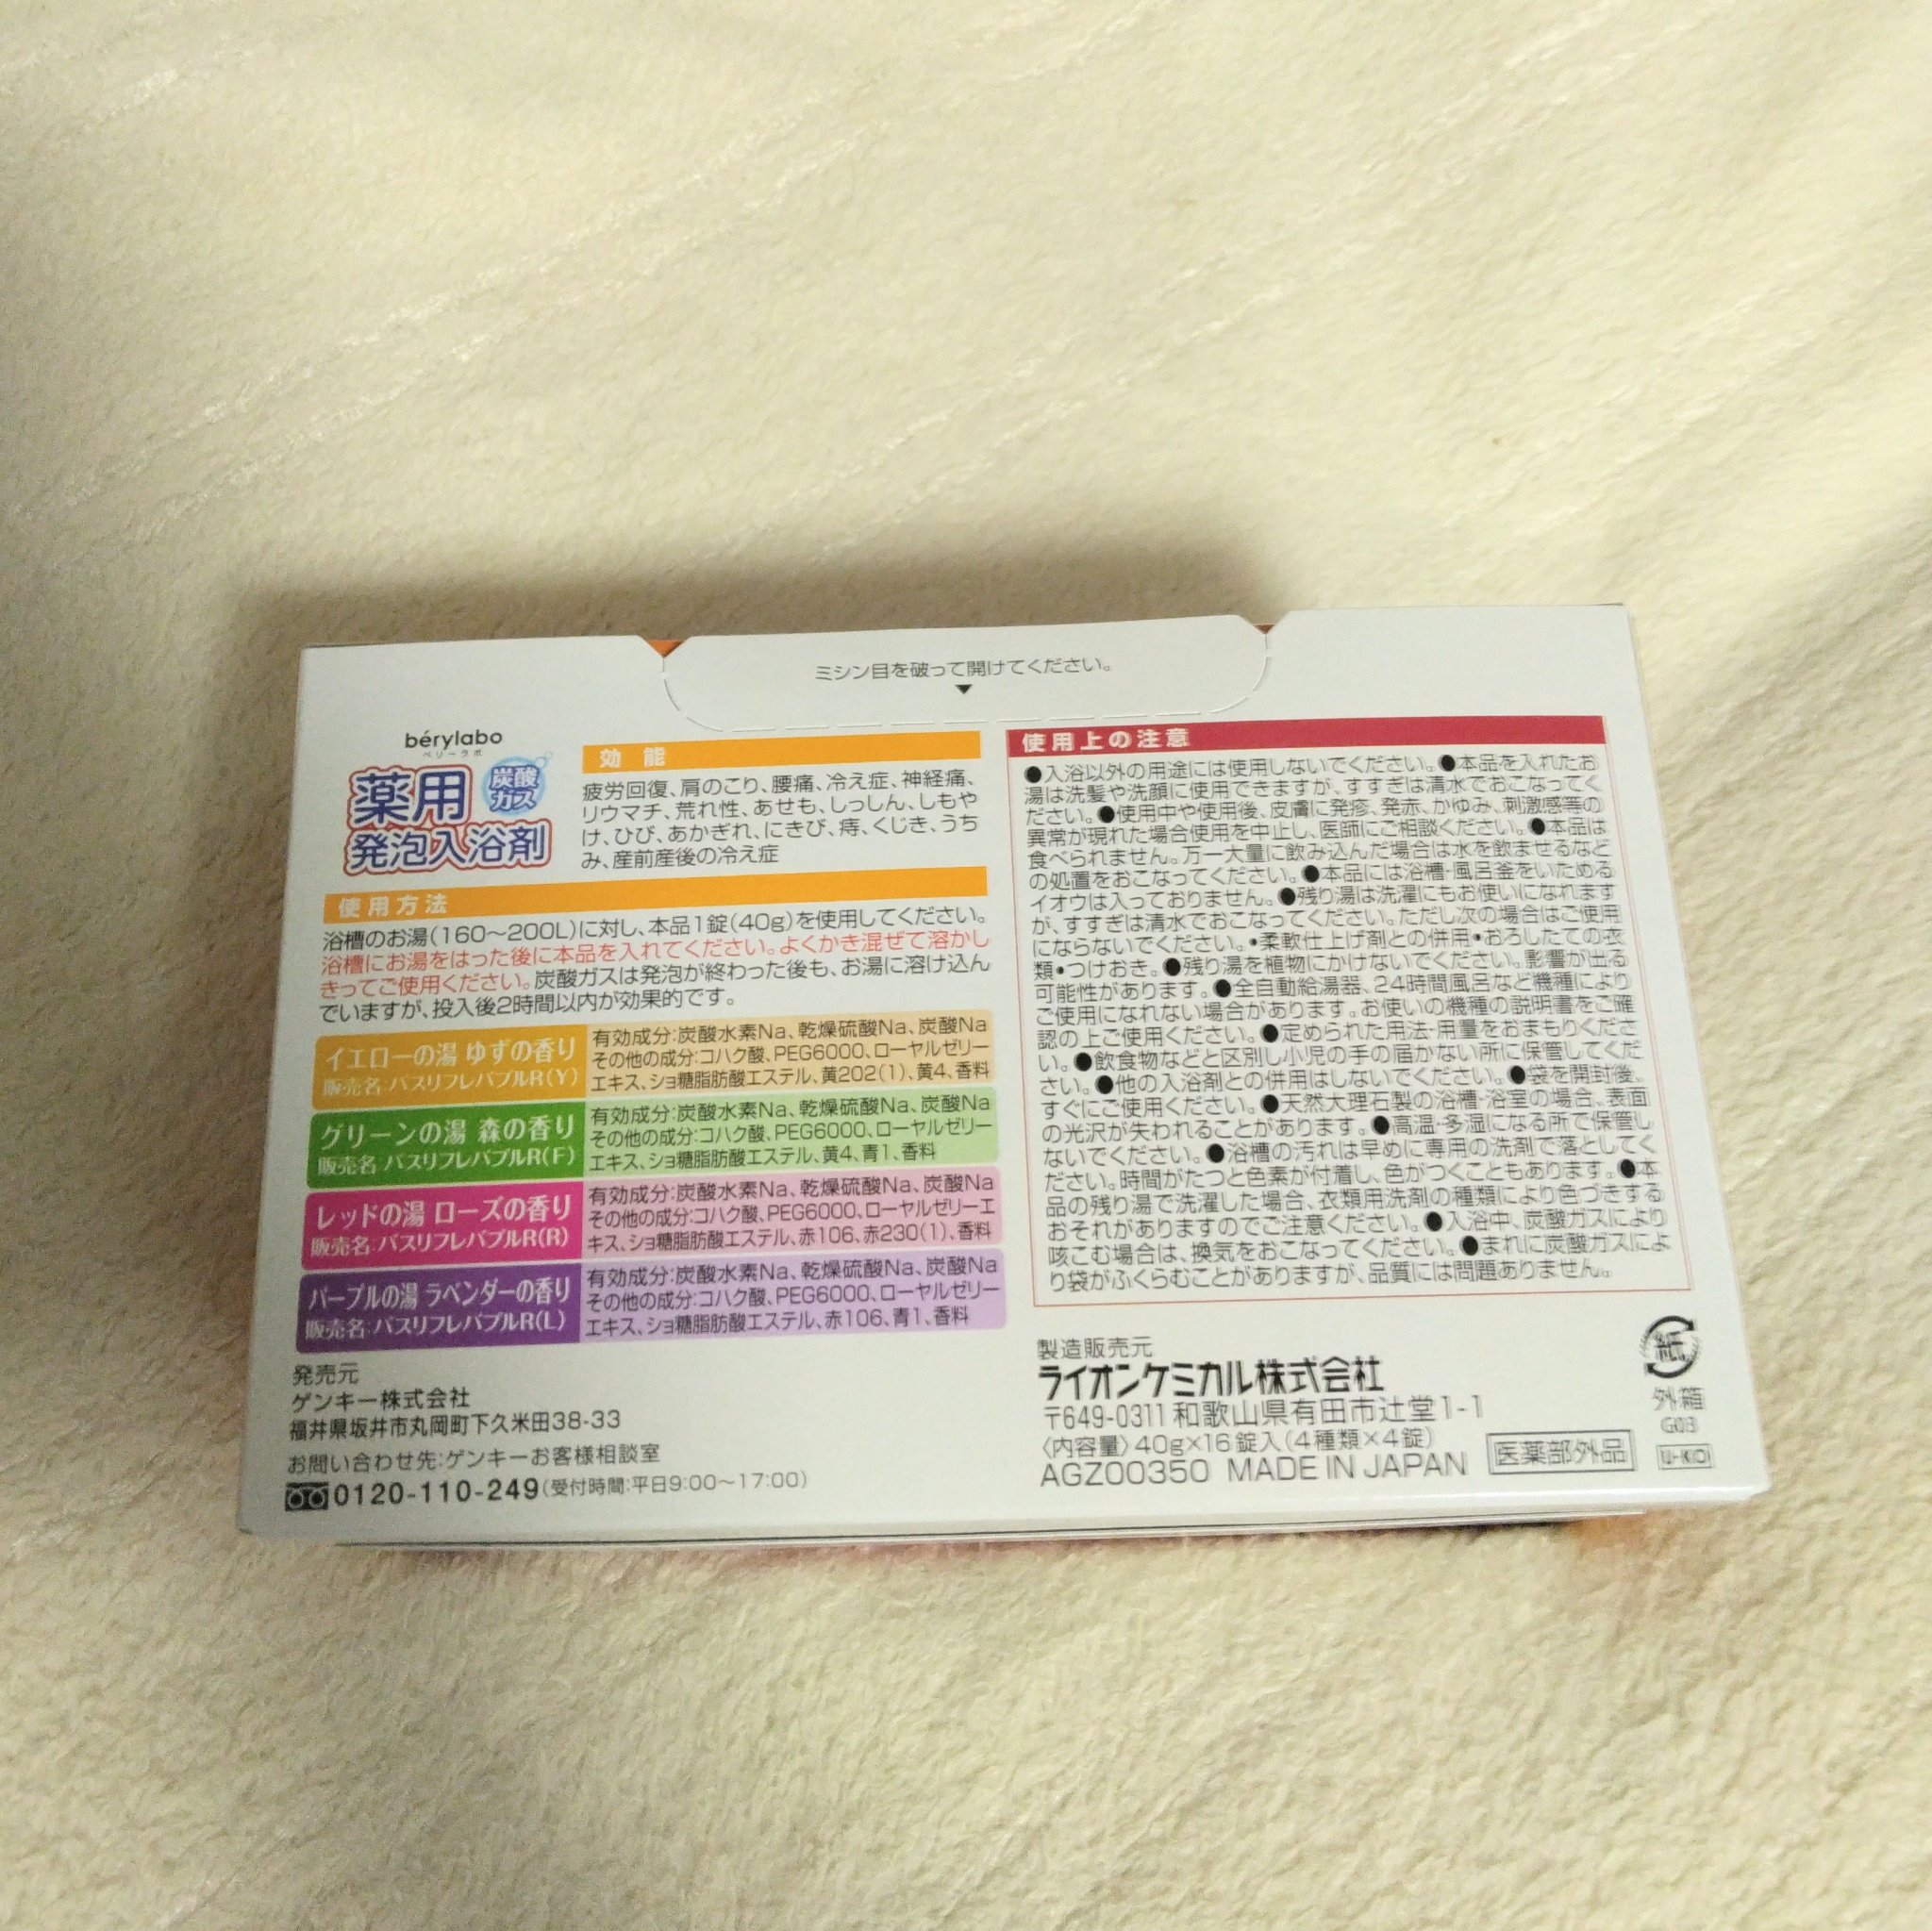 ミシン目を破って開けてください。
bérylabo
ベリーラボ
薬用
炭酸
ガス
発泡入浴剤
効 能
疲労回復、肩のこり、腰痛、冷え症、神経痛、
リウマチ、荒れ性、あせも、しっしん、しもや
け、ひび、あかぎれ、にきび、痔、くじき、うち
み、産前産後の冷え症
使用方法
浴槽のお湯(160～200L)に対し、本品1錠(40g)を使用してください。
浴槽にお湯をはった後に本品を入れてください。よくかき混ぜて溶かし
きってご使用ください。炭酸ガスは発泡が終わった後も、お湯に溶け込ん
でいますが、投入後2時間以内が効果的です。
イエローの湯 ゆずの香り
販売名:バスリフレバブルR(Y)
有効成分:炭酸水素Na、乾燥硫酸Na、炭酸Na
その他の成分:コハク酸、PEG6000、ローヤルゼリー
エキス、ショ糖脂肪酸エステル、黄202(1)、黄4、香料
グリーンの湯 森の香り
販売名:バスリフレバブルR(F)
有効成分:炭酸水素Na、乾燥硫酸Na、炭酸Na
その他の成分:コハク酸、PEG6000、ローヤルゼリー
エキス、ショ糖脂肪酸エステル、黄4、青1、香料
レッドの湯 ローズの香り
販売名:バスリフレバブルR(R)
有効成分:炭酸水素Na、乾燥硫酸Na、炭酸Na
その他の成分:コハク酸、PEG6000、ローヤルゼリーエ
キス、ショ糖脂肪酸エステル、赤106、赤230(1)、香料
パープルの湯 ラベンダーの香り
販売名:バスリフレバブルR(L)
有効成分:炭酸水素Na、乾燥硫酸Na、炭酸Na
その他の成分:コハク酸、PEG6000、ローヤルゼリー
エキス、ショ糖脂肪酸エステル、赤106、青1、香料
発売元
ゲンキー株式会社
福井県坂井市丸岡町下久米田38-33
お問い合わせ先:ゲンキーお客様相談室
0120-110-249(受付時間:平日9:00～17:00)
使用上の注意
●入浴以外の用途には使用しないでください。●本品を入れたお
湯は洗髪や洗顔に使用できますが、すすぎは清水でおこなってく
ださい。●使用中や使用後、皮膚に発疹、発赤、かゆみ、刺激感等の
異常が現れた場合使用を中止し、医師にご相談ください。●本品は
食べられません。万一大量に飲み込んだ場合は水を飲ませるなど
の処置をおこなってください。●本品には浴槽・風呂釜をいためる
イオウは入っておりません。●残り湯は洗濯にもお使いになれます
が、すすぎは清水でおこなってください。ただし次の場合はご使用
にならないでください。・柔軟仕上げ剤との併用・おろしたての衣
類・つけおき。●残り湯を植物にかけないでください。影響が出る
可能性があります。●全自動給湯器、24時間風呂など機種により
ご使用になれない場合があります。お使いの機種の説明書をご確
認の上ご使用ください。●定められた用法・用量をおまもりくださ
い。●飲食物などと区別し小児の手の届かない所に保管してくだ
さい。●他の入浴剤との併用はしないでください。●袋を開封後、
すぐにご使用ください。●天然大理石製の浴槽・浴室の場合、表面
の光沢が失われることがあります。●高温・多湿になる所で保管し
ないでください。●浴槽の汚れは早めに専用の洗剤で落としてく
ださい。時間がたつと色素が付着し、色がつくこともあります。●本
品の残り湯で洗濯した場合、衣類用洗剤の種類により色づきする
おそれがありますのでご注意ください。●入浴中、炭酸ガスにより
咳こむ場合は、換気をおこなってください。●まれに炭酸ガスによ
り袋がふくらむことがありますが、品質には問題ありません。
製造販売元
ライオンケミカル株式会社
〒649-0311 和歌山県有田市辻堂1-1
〈内容量〉40g×16錠入(4種類×4錠)
AGZ00350 MADE IN JAPAN
医薬部外品
紙
外箱
G03
U-KO